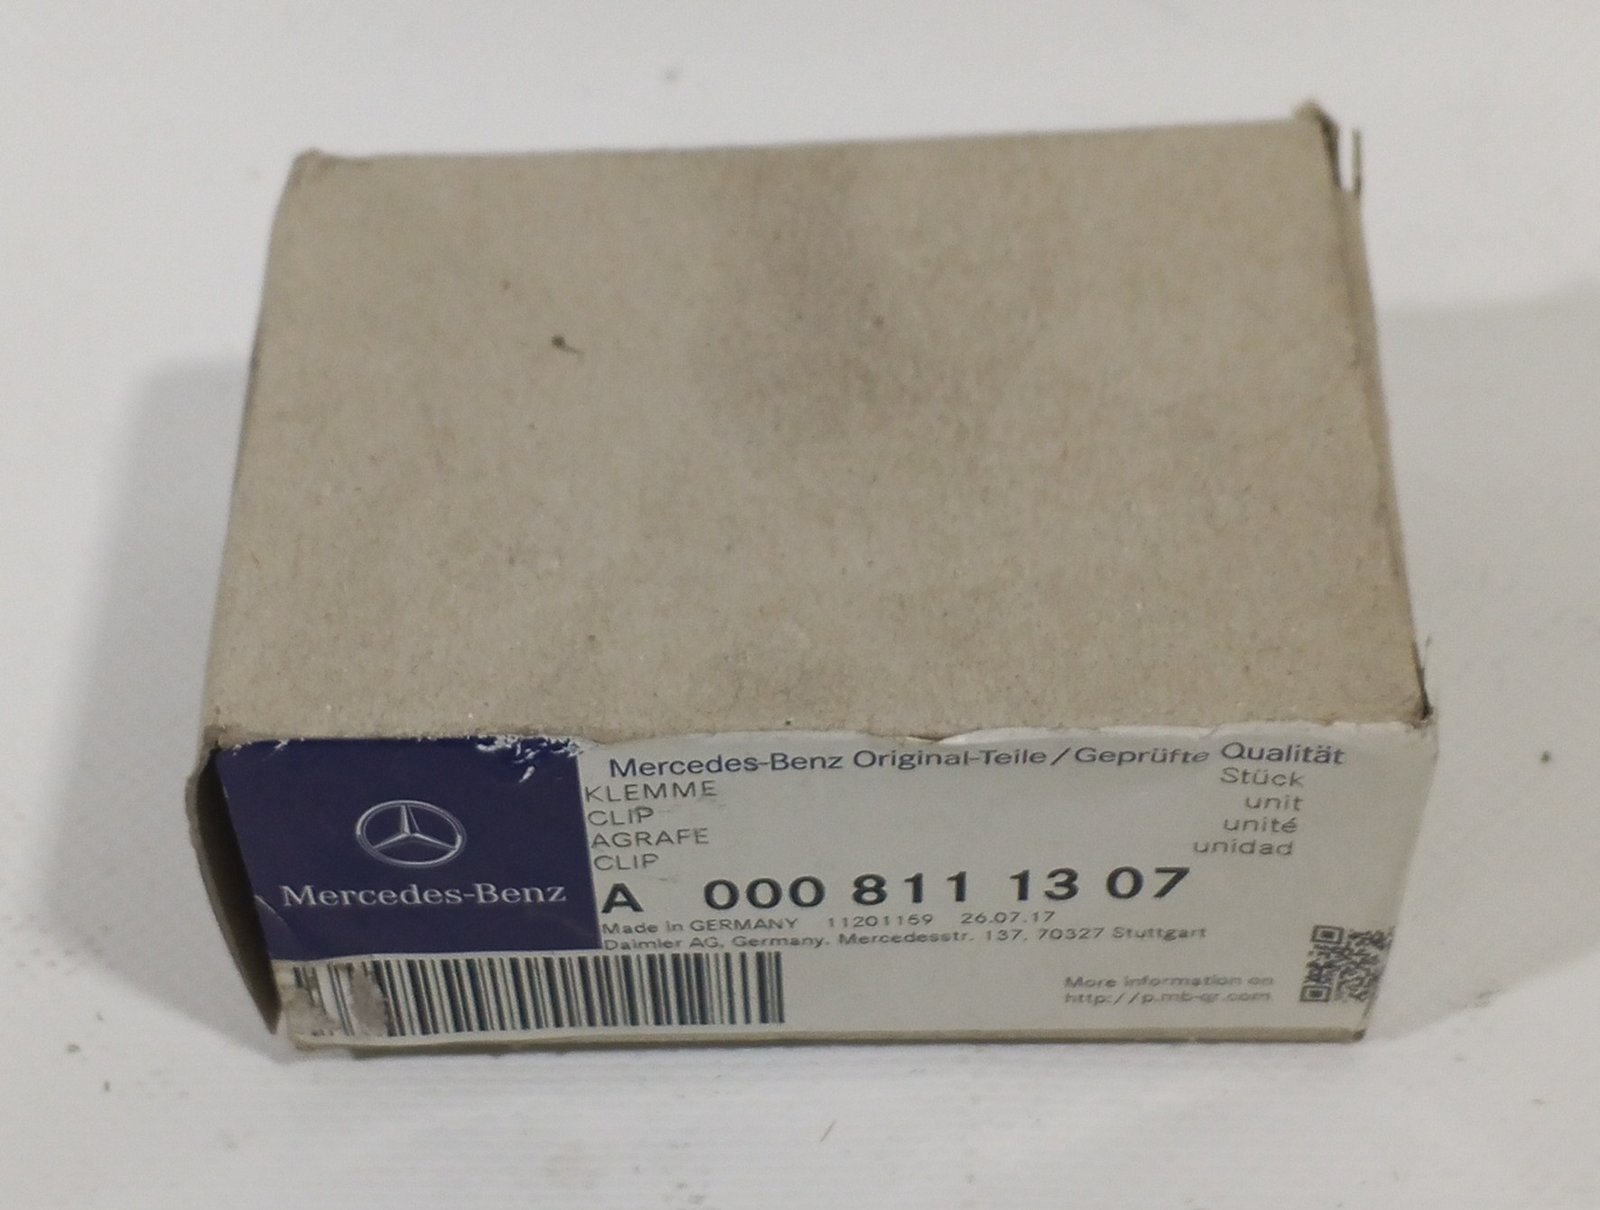 Mercedes-Benz Original-Teile/Geprüfte Qualität
KLEMME
Stück
CLIP
unit
AGRAFE
unité
CLIP
unidad
A 000 811 13 07
Mercedes-Benz
Made in GERMANY 11201159 26.07.17
Daimler AG, Germany, Mercedesstr. 137, 70327 Stuttgart
More information on
http://p.mb-qr.com